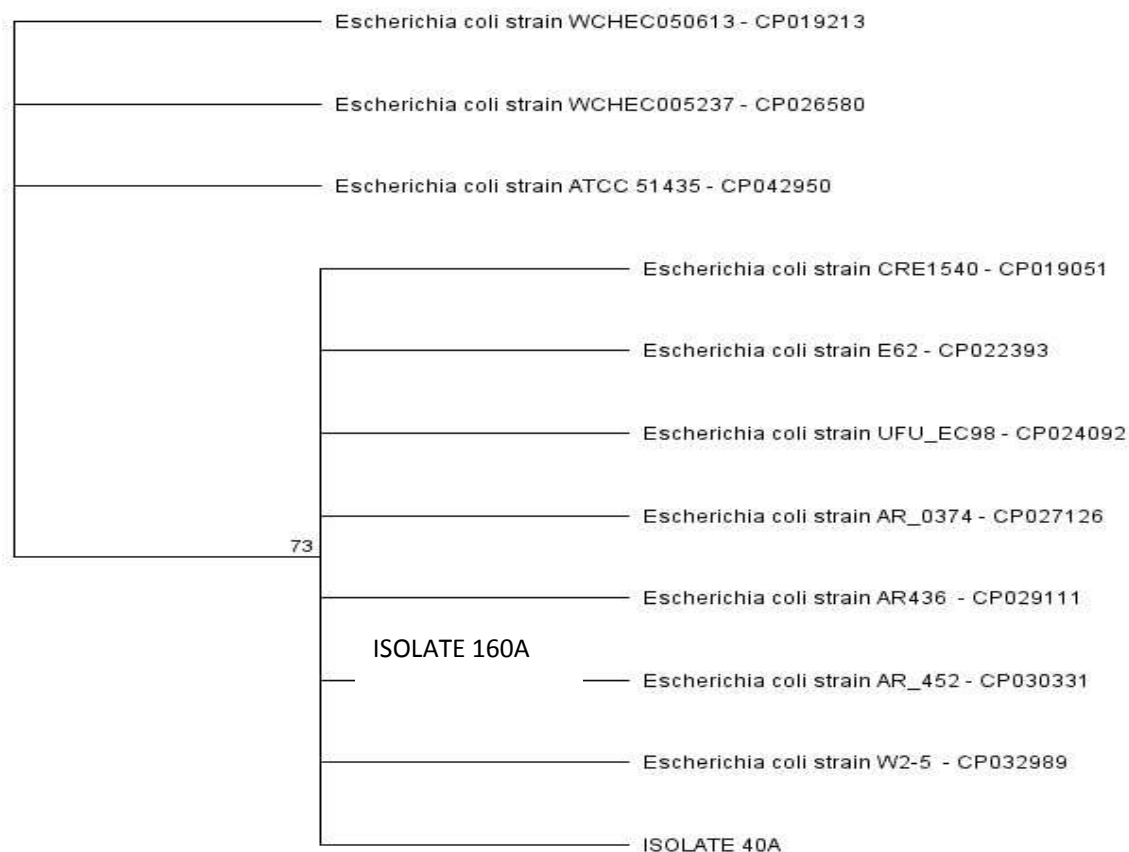 Escherichia coli strain WCHEC050613 - CP019213
Escherichia coli strain WCHEC005237 - CP026580
Escherichia coli strain ATCC 51435 - CP042950
Escherichia coli strain CRE1540 - CP019051
Escherichia coli strain E62 - CP022393
Escherichia coli strain UFU_EC98 - CP024092
Escherichia coli strain AR_0374 - CP027126
73
Escherichia coli strain AR436 - CP029111
ISOLATE 160A
Escherichia coli strain AR_452 - CP030331
Escherichia coli strain W2-5 - CP032989
ISOLATE 40A